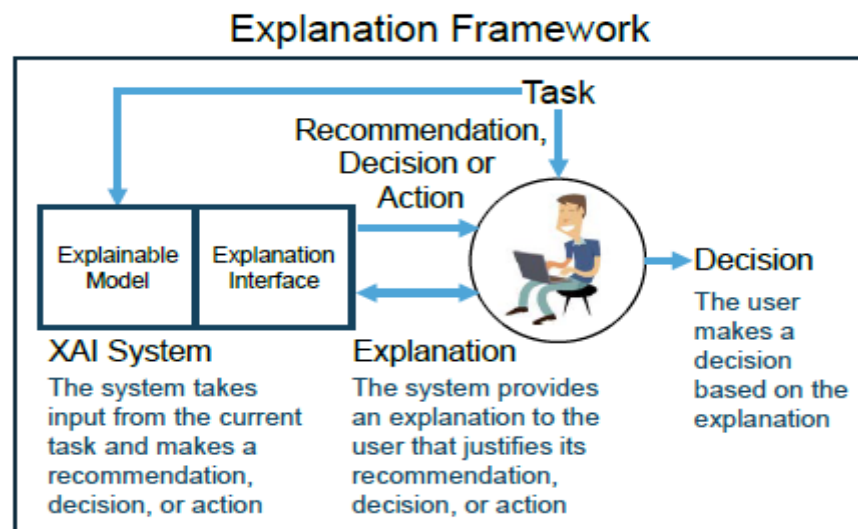 Explanation Framework
Task
Recommendation,
Decision or
Action
Explainable
Model
Explanation
Interface
XAI System
The system takes
input from the current
task and makes a
recommendation,
decision, or action
Explanation
The system provides
an explanation to the
user that justifies its
recommendation,
decision, or action
Decision
The user
makes a
decision
based on the
explanation